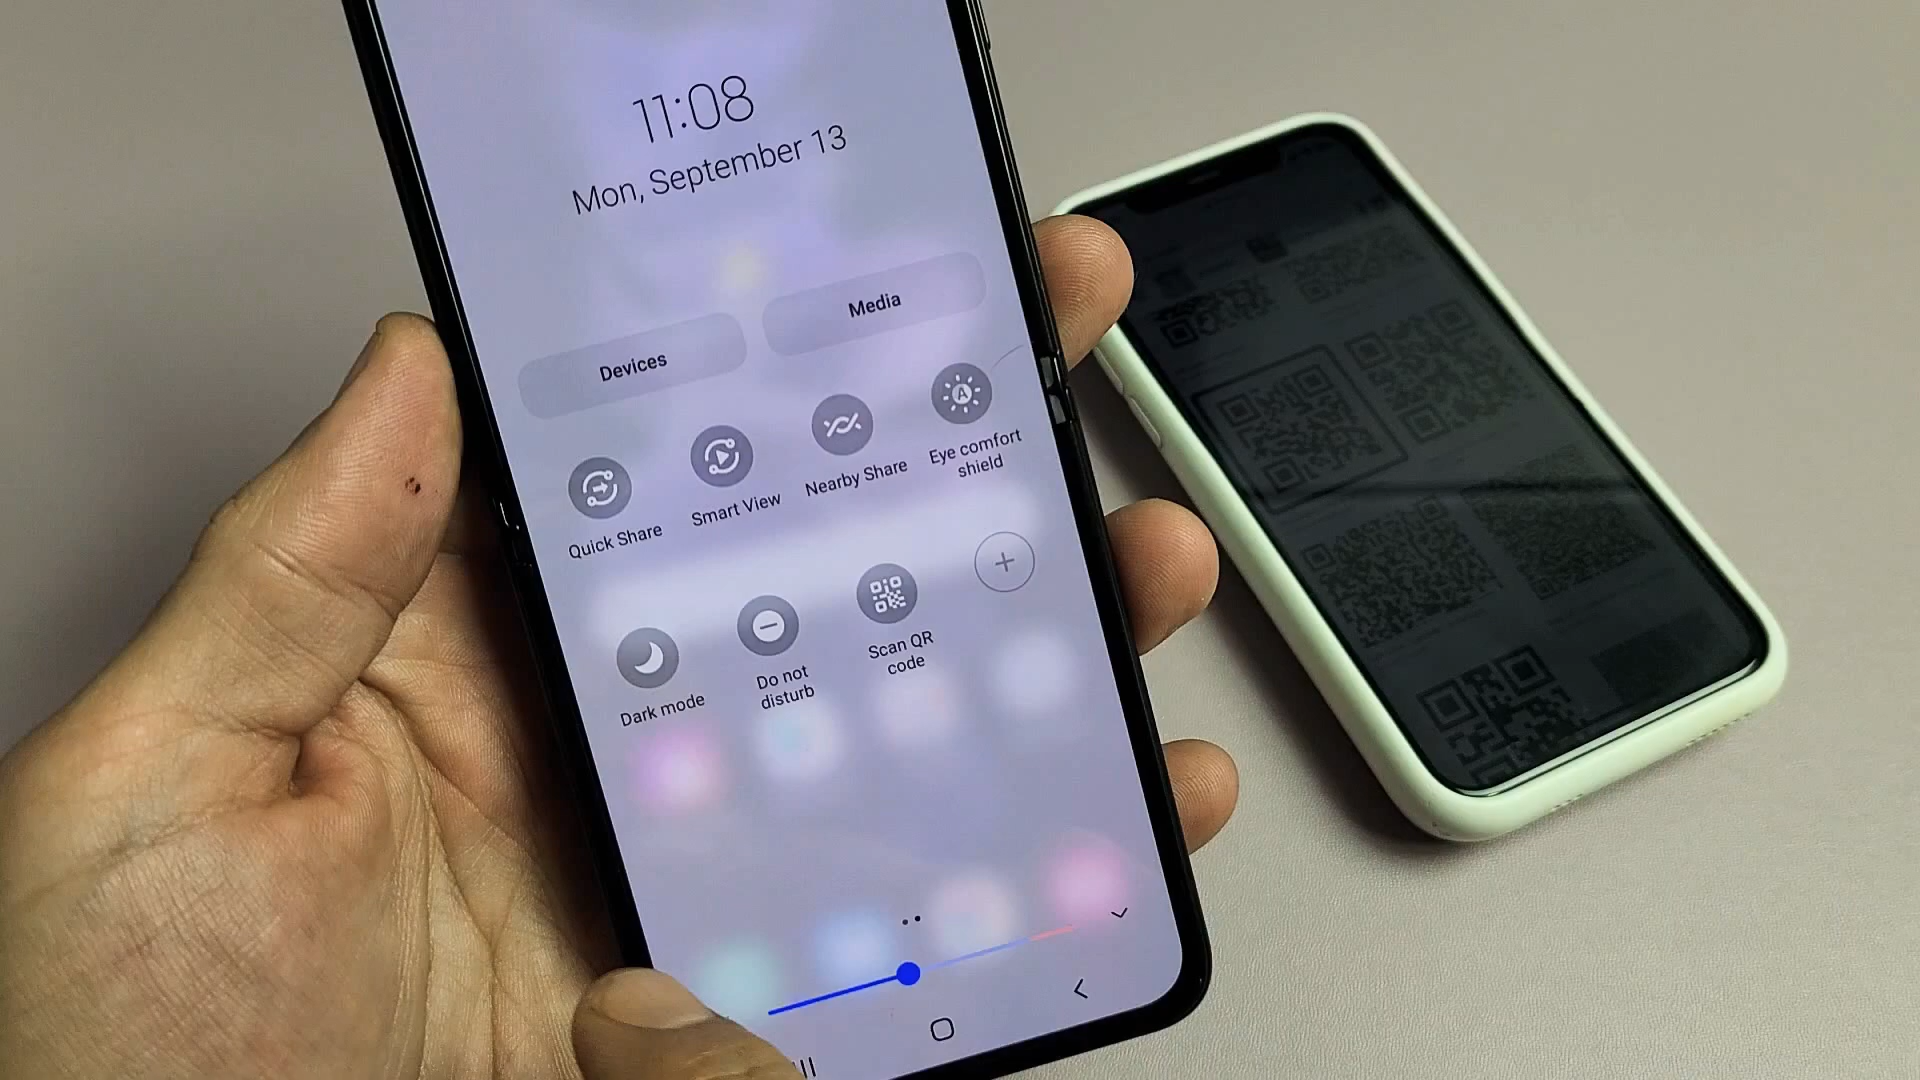 11:08
Mon, September 13
Devices
Media
Quick Share
Smart View
Nearby Share
Eye comfort
shield
Dark mode
Do not
disturb
Scan QR
code